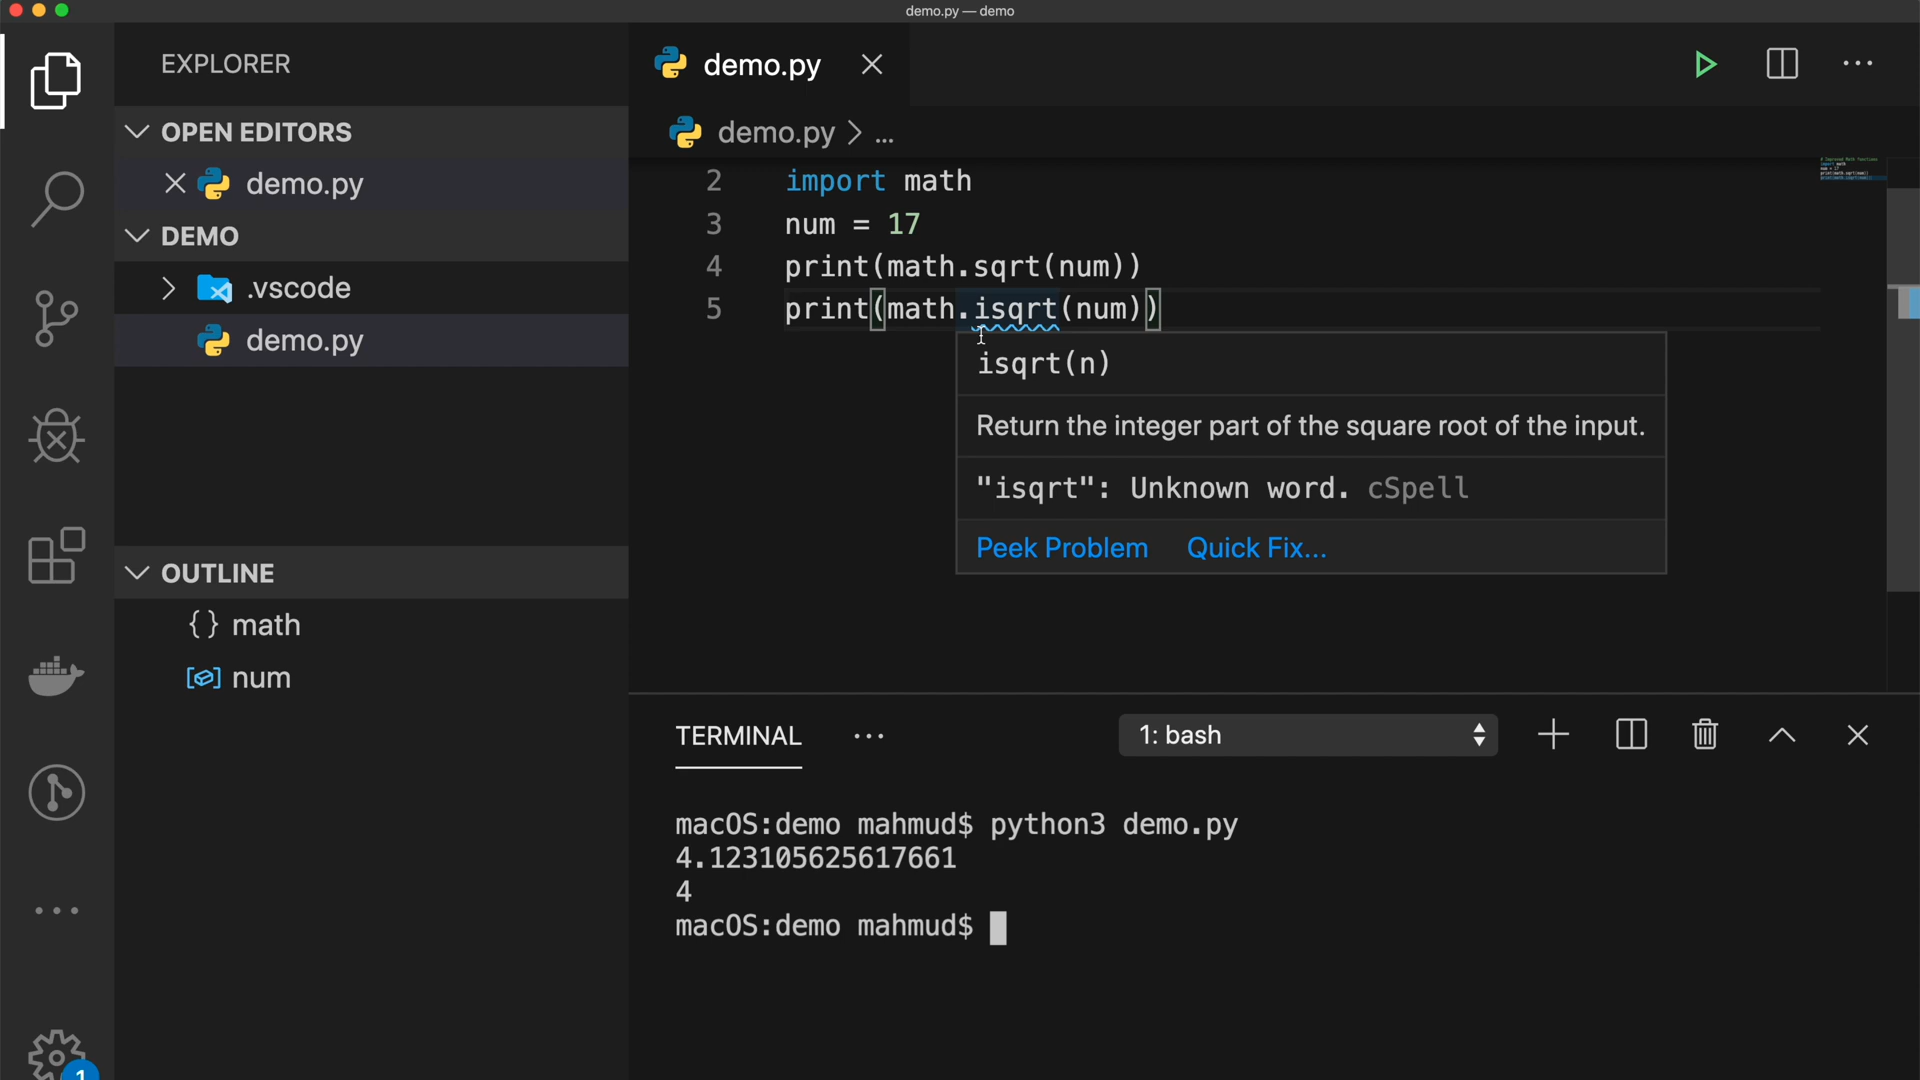 demo.py — demo
EXPLORER
OPEN EDITORS
demo.py
DEMO
.vscode
demo.py
OUTLINE
math
num
1
demo.py
demo.py > ...
2 import math
3 num = 17
4 print(math.sqrt(num))
5 print(math.isqrt(num))
isqrt(n)
Return the integer part of the square root of the input.
"isqrt": Unknown word. cSpell
Peek Problem Quick Fix...
TERMINAL ... 1: bash
macOS:demo mahmud$ python3 demo.py
4.123105625617661
4
macOS:demo mahmud$